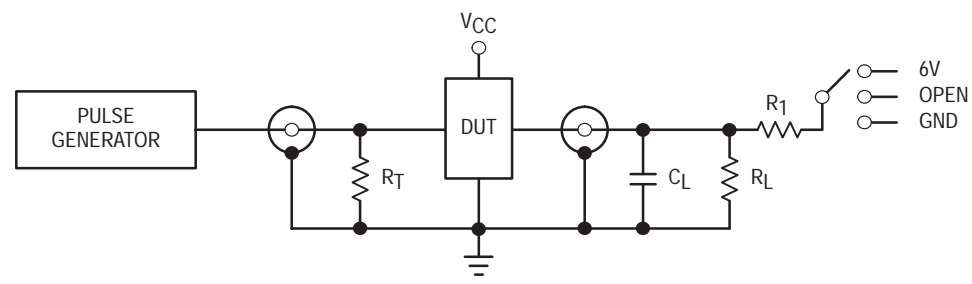 VCC
PULSE
GENERATOR
RT
DUT
CL
RL
R1
6V
OPEN
GND